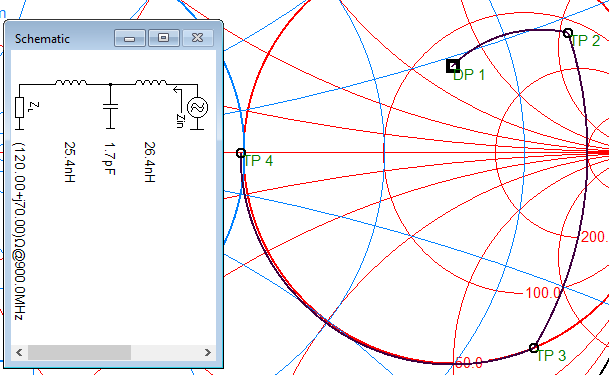 Schematic
Z_L
Zin
25.4nH
1.7pF
26.4nH
(120.00+j70.00)Ω@900.0MHz
DP 1
TP 2
TP 4
200.
100.0
50.0
TP 3